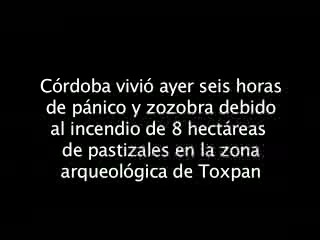 Córdoba vivió ayer seis horas
de pánico y zozobra debido
al incendio de 8 hectáreas
de pastizales en la zona
arqueológica de Toxpan